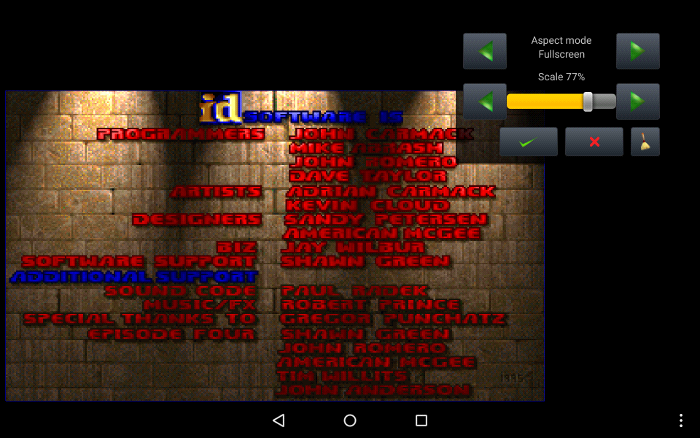 Aspect mode
Fullscreen
Scale 77%
id SOFTWARE IS
PROGRAMMERS JOHN CARMACK
MIKE ABRASH
JOHN ROMERO
DAVE TAYLOR
ARTISTS ADRIAN CARMACK
KEVIN CLOUD
DESIGNERS SANDY PETERSEN
AMERICAN MCGEE
BIZ JAY WILBUR
SOFTWARE SUPPORT SHAWN GREEN
ADDITIONAL SUPPORT
SOUND CODE PAUL RADEK
MUSIC/FX ROBERT PRINCE
SPECIAL THANKS TO GREGOR PUNCHATZ
EPISODE FOUR SHAWN GREEN
JOHN ROMERO
AMERICAN MCGEE
TIM WILLITS
1995
JOHN ANDERSON